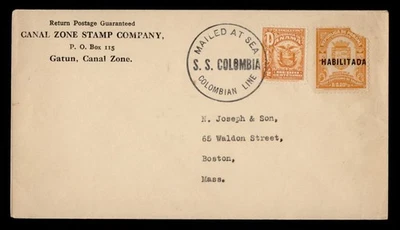 Return Postage Guaranteed
CANAL ZONE STAMP COMPANY,
P. O. Box 115
Gatun, Canal Zone.
MAILED AT SEA
S. S. COLOMBIA
COLOMBIAN LINE
PANAMA
HABILITADA
N. Joseph & Son,
65 Waldon Street,
Boston,
Mass.